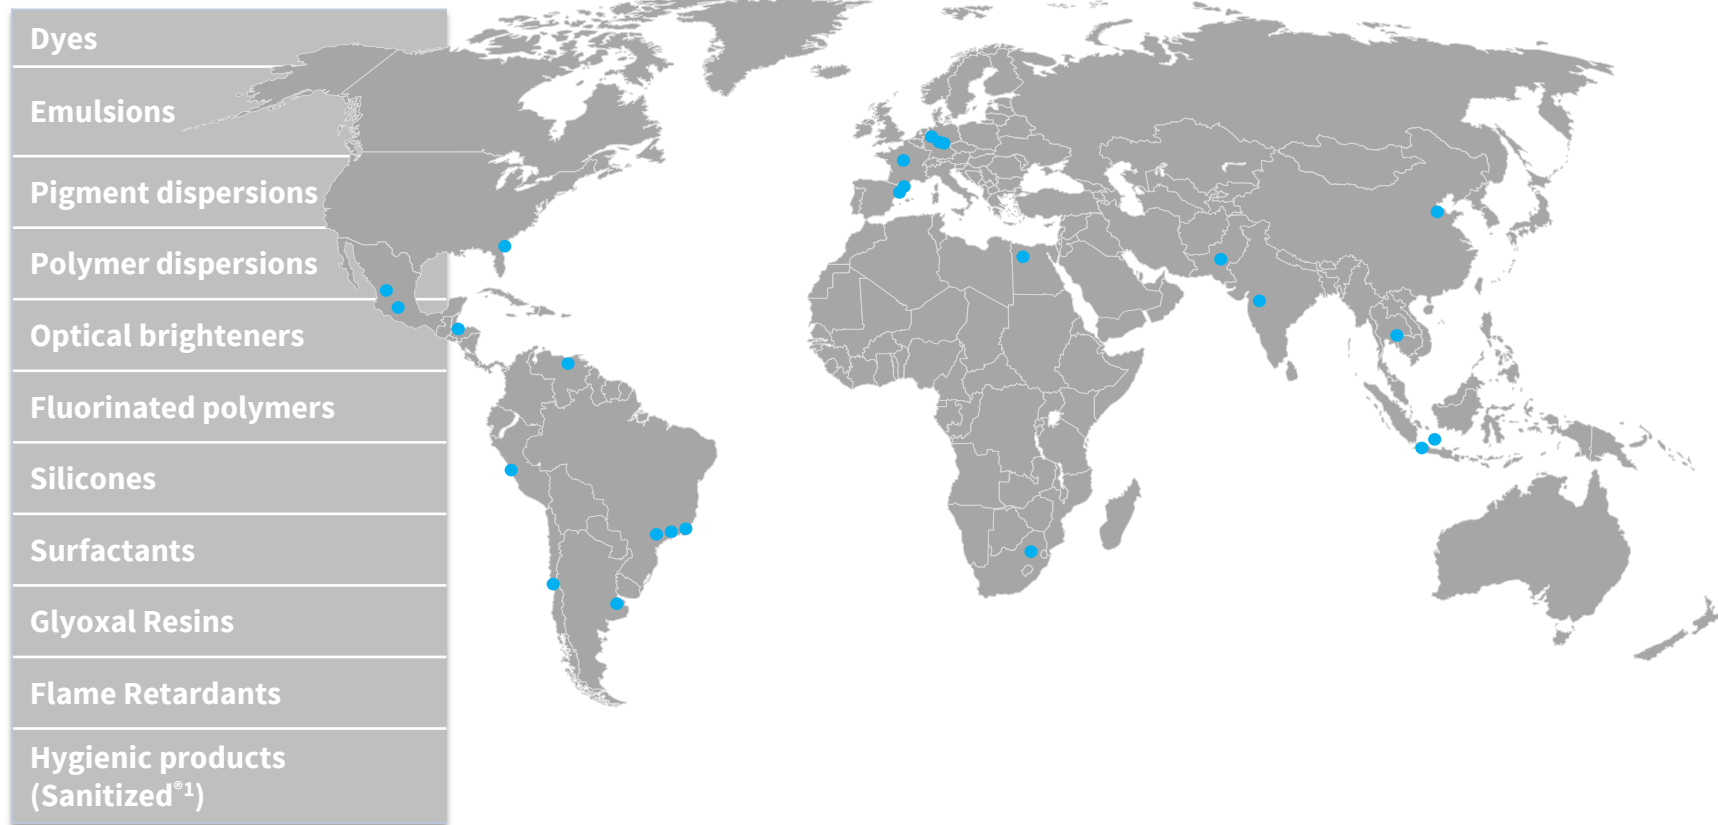 Dyes
Emulsions
Pigment dispersions
Polymer dispersions
Optical brighteners
Fluorinated polymers
Silicones
Surfactants
Glyoxal Resins
Flame Retardants
Hygienic products
(Sanitized®1)